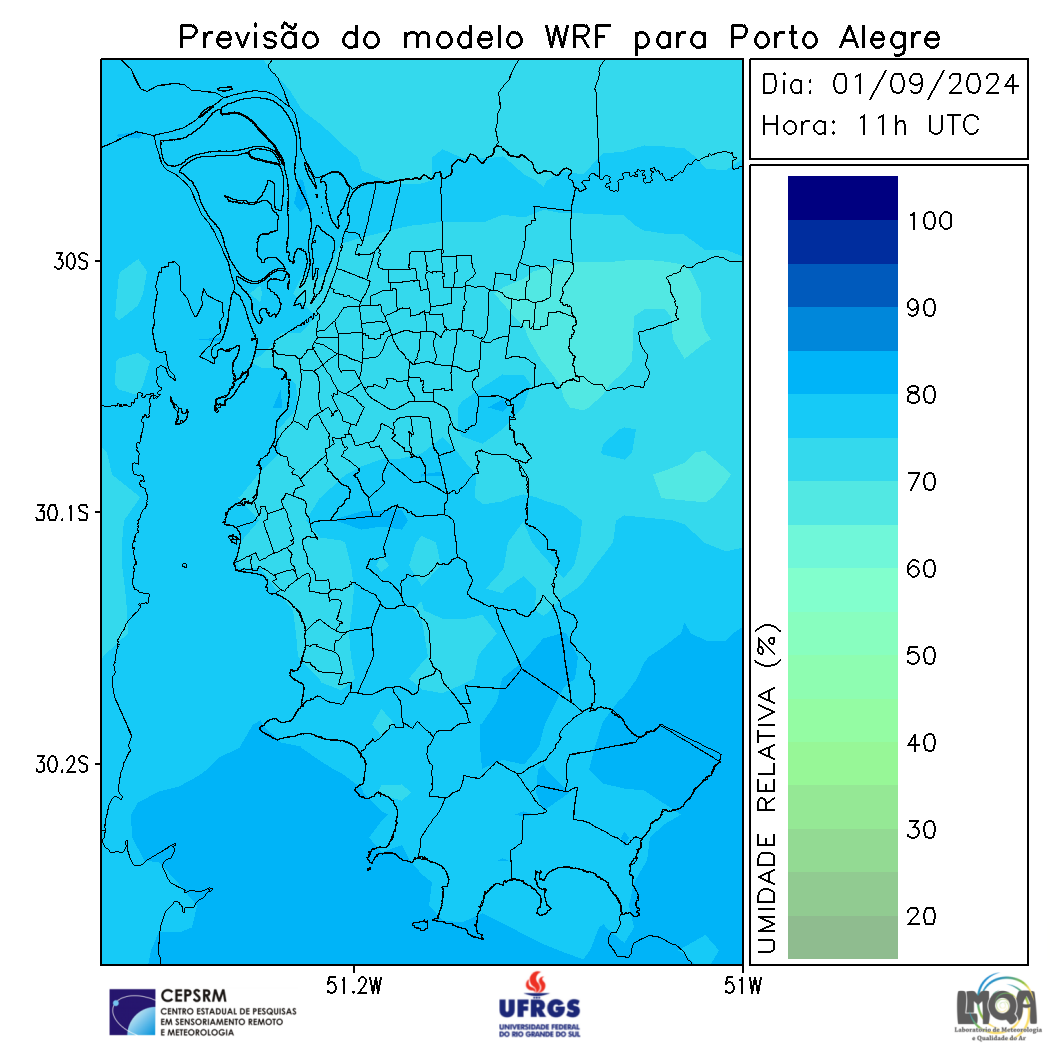 Previsão do modelo WRF para Porto Alegre
Dia: 01/09/2024
Hora: 11h UTC
30S
30.1S
30.2S
51.2W
51W
100
90
80
70
60
50
40
30
20
UMIDADE RELATIVA (%)
CEPSRM
CENTRO ESTADUAL DE PESQUISAS
EM SENSORIAMENTO REMOTO
E METEOROLOGIA
UFRGS
UNIVERSIDADE FEDERAL
DO RIO GRANDE DO SUL
LMQA
Laboratório de Meteorologia
e Qualidade do Ar